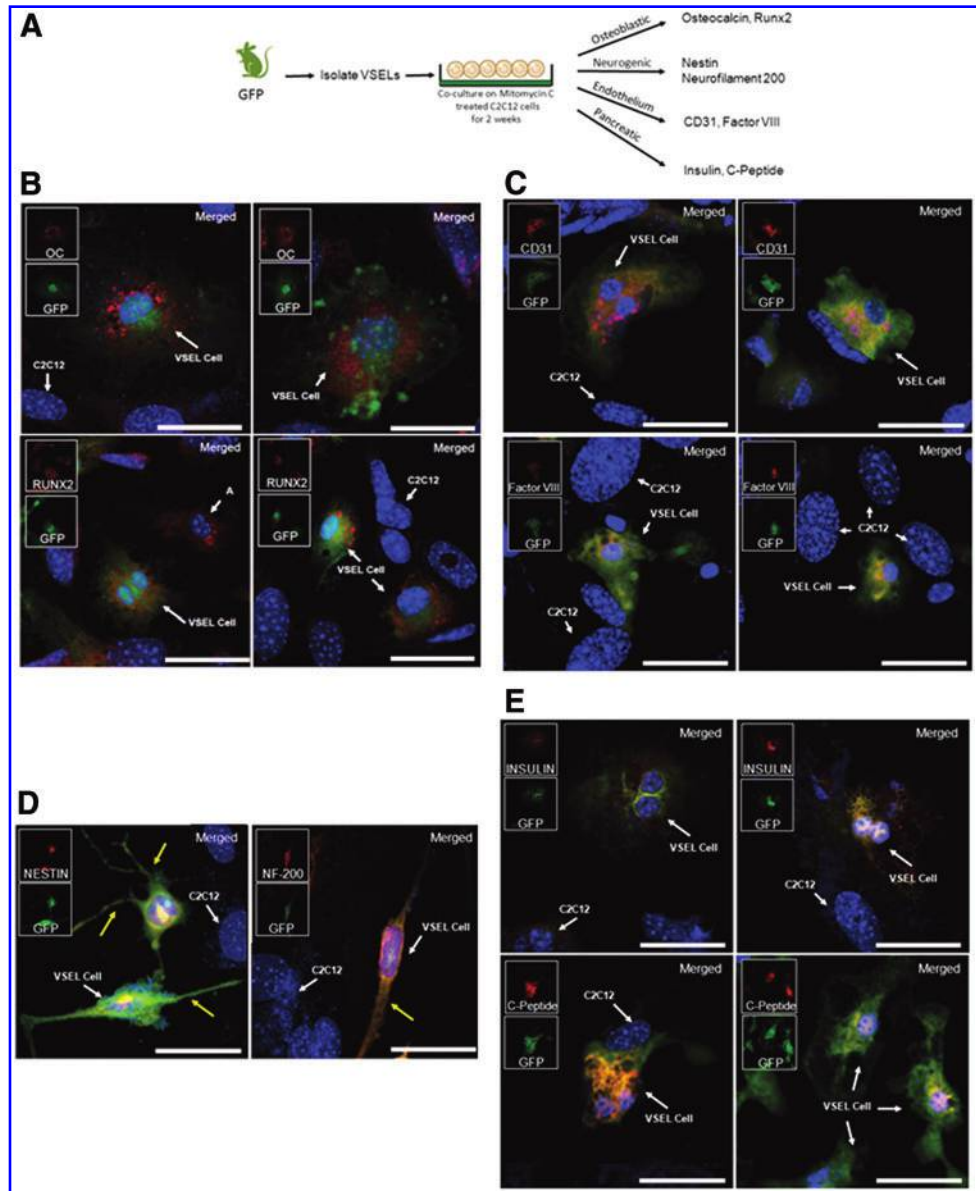 A
GFP
Isolate VSELs
Co-culture on Mitomycin C
treated C2C12 cells
for 2 weeks
Osteoblastic
Osteocalcin, Runx2
Neurogenic
Nestin
Neurofilament 200
Endothelium
CD31, Factor VIII
Pancreatic
Insulin, C-Peptide
B
Merged
OC
GFP
C2C12
VSEL Cell
Merged
OC
GFP
VSEL Cell
Merged
RUNX2
GFP
A
VSEL Cell
Merged
RUNX2
GFP
C2C12
VSEL Cell
C
Merged
CD31
GFP
VSEL Cell
C2C12
Merged
CD31
GFP
VSEL Cell
Merged
Factor VIII
GFP
C2C12
VSEL Cell
C2C12
Merged
Factor VIII
GFP
C2C12
VSEL Cell
D
Merged
NESTIN
GFP
C2C12
VSEL Cell
Merged
NF-200
GFP
C2C12
VSEL Cell
E
Merged
INSULIN
GFP
VSEL Cell
C2C12
Merged
INSULIN
GFP
VSEL Cell
C2C12
Merged
C-Peptide
GFP
C2C12
VSEL Cell
Merged
C-Peptide
GFP
VSEL Cell